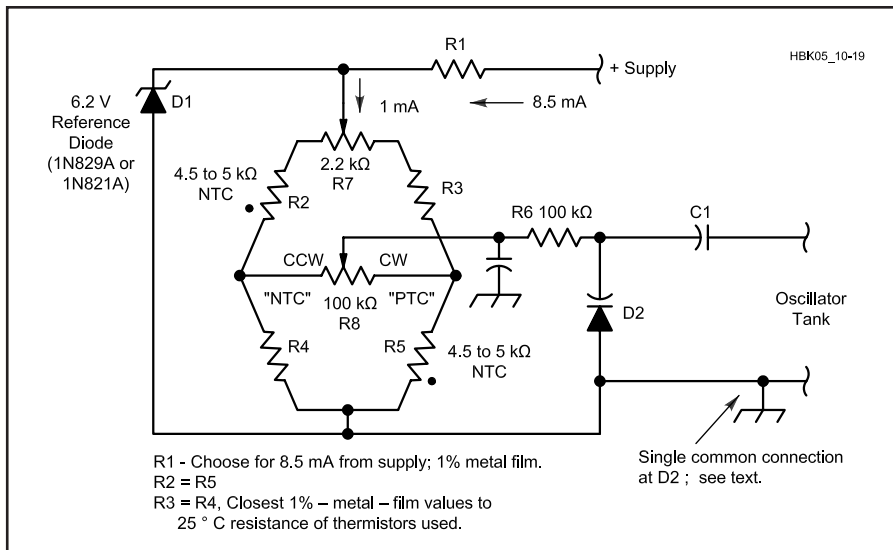 R1
HBK05_10-19
+ Supply
8.5 mA
1 mA
6.2 V
Reference
Diode
(1N829A or
1N821A)
D1
2.2 kΩ
R7
4.5 to 5 kΩ
NTC
R2
R3
R6 100 kΩ
C1
CCW
CW
"NTC"
100 kΩ
R8
"PTC"
D2
Oscillator
Tank
R4
R5
4.5 to 5 kΩ
NTC
Single common connection
at D2 ; see text.
R1 - Choose for 8.5 mA from supply; 1% metal film.
R2 = R5
R3 = R4, Closest 1% – metal – film values to
25 ° C resistance of thermistors used.